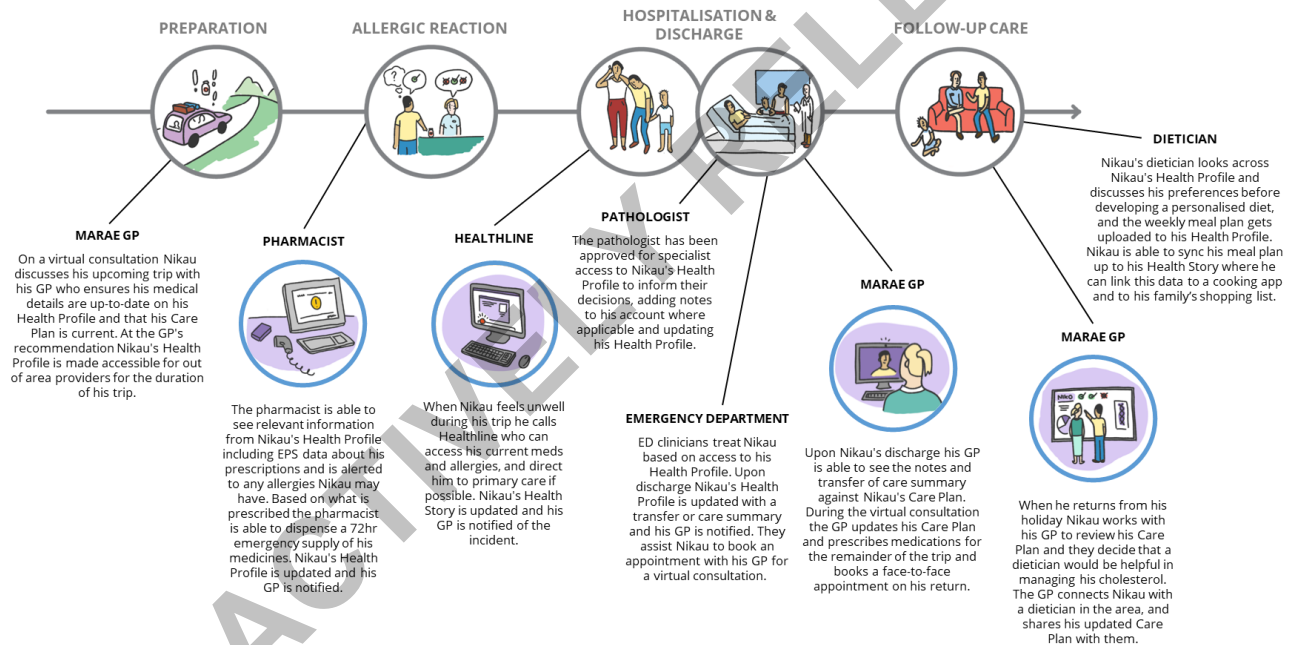 PREPARATION
ALLERGIC REACTION
HOSPITALISATION &
DISCHARGE
FOLLOW-UP CARE
MARAE GP
On a virtual consultation Nikau
discusses his upcoming trip with
his GP who ensures his medical
details are up-to-date on his
Health Profile and that his Care
Plan is current. At the GP's
recommendation Nikau's Health
Profile is made accessible for out
of area providers for the duration
of his trip.
PHARMACIST
The pharmacist is able to
see relevant information
from Nikau's Health Profile
including EPS data about his
prescriptions and is alerted
to any allergies Nikau may
have. Based on what is
prescribed the pharmacist
is able to dispense a 72hr
emergency supply of his
medicines. Nikau's Health
Profile is updated and his
GP is notified.
HEALTHLINE
When Nikau feels unwell
during his trip he calls
Healthline who can
access his current meds
and allergies, and direct
him to primary care if
possible. Nikau's Health
Story is updated and his
GP is notified of the
incident.
PATHOLOGIST
The pathologist has been
approved for specialist
access to Nikau's Health
Profile to inform their
decisions, adding notes
to his account where
applicable and updating
his Health Profile.
EMERGENCY DEPARTMENT
ED clinicians treat Nikau
based on access to his
Health Profile. Upon
discharge Nikau's Health
Profile is updated with a
transfer or care summary
and his GP is notified. They
assist Nikau to book an
appointment with his GP for
a virtual consultation.
MARAE GP
Upon Nikau's discharge his GP
is able to see the notes and
transfer of care summary
against Nikau's Care Plan.
During the virtual consultation
the GP updates his Care Plan
and prescribes medications for
the remainder of the trip and
books a face-to-face
appointment on his return.
MARAE GP
When he returns from his
holiday Nikau works with
his GP to review his Care
Plan and they decide that a
dietician would be helpful in
managing his cholesterol.
The GP connects Nikau with
a dietician in the area, and
shares his updated Care
Plan with them.
DIETICIAN
Nikau's dietician looks across
Nikau's Health Profile and
discusses his preferences before
developing a personalised diet,
and the weekly meal plan gets
uploaded to his Health Profile.
Nikau is able to sync his meal plan
up to his Health Story where he
can link this data to a cooking app
and to his family's shopping list.
ACTIVELY REL